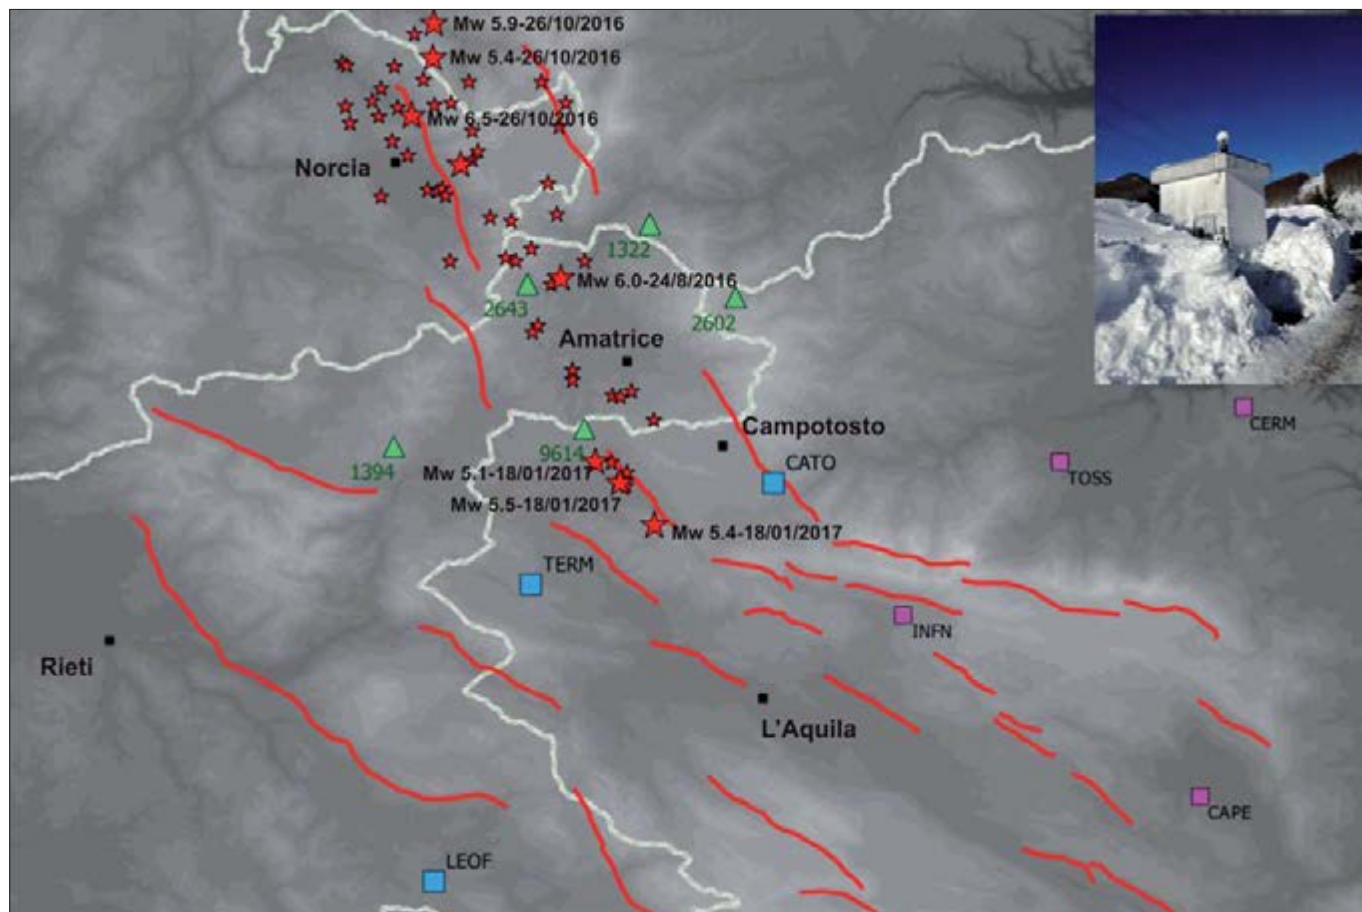 Mw 5.9-26/10/2016
Mw 5.4-26/10/2016
Mw 6.5-26/10/2016
Norcia
1322
Mw 6.0-24/8/2016
2643
2602
Amatrice
CERM
Campotosto
9614
1394
Mw 5.1-18/01/2017
CATO
TOSS
Mw 5.5-18/01/2017
Mw 5.4-18/01/2017
TERM
INFN
Rieti
L'Aquila
CAPE
LEOF